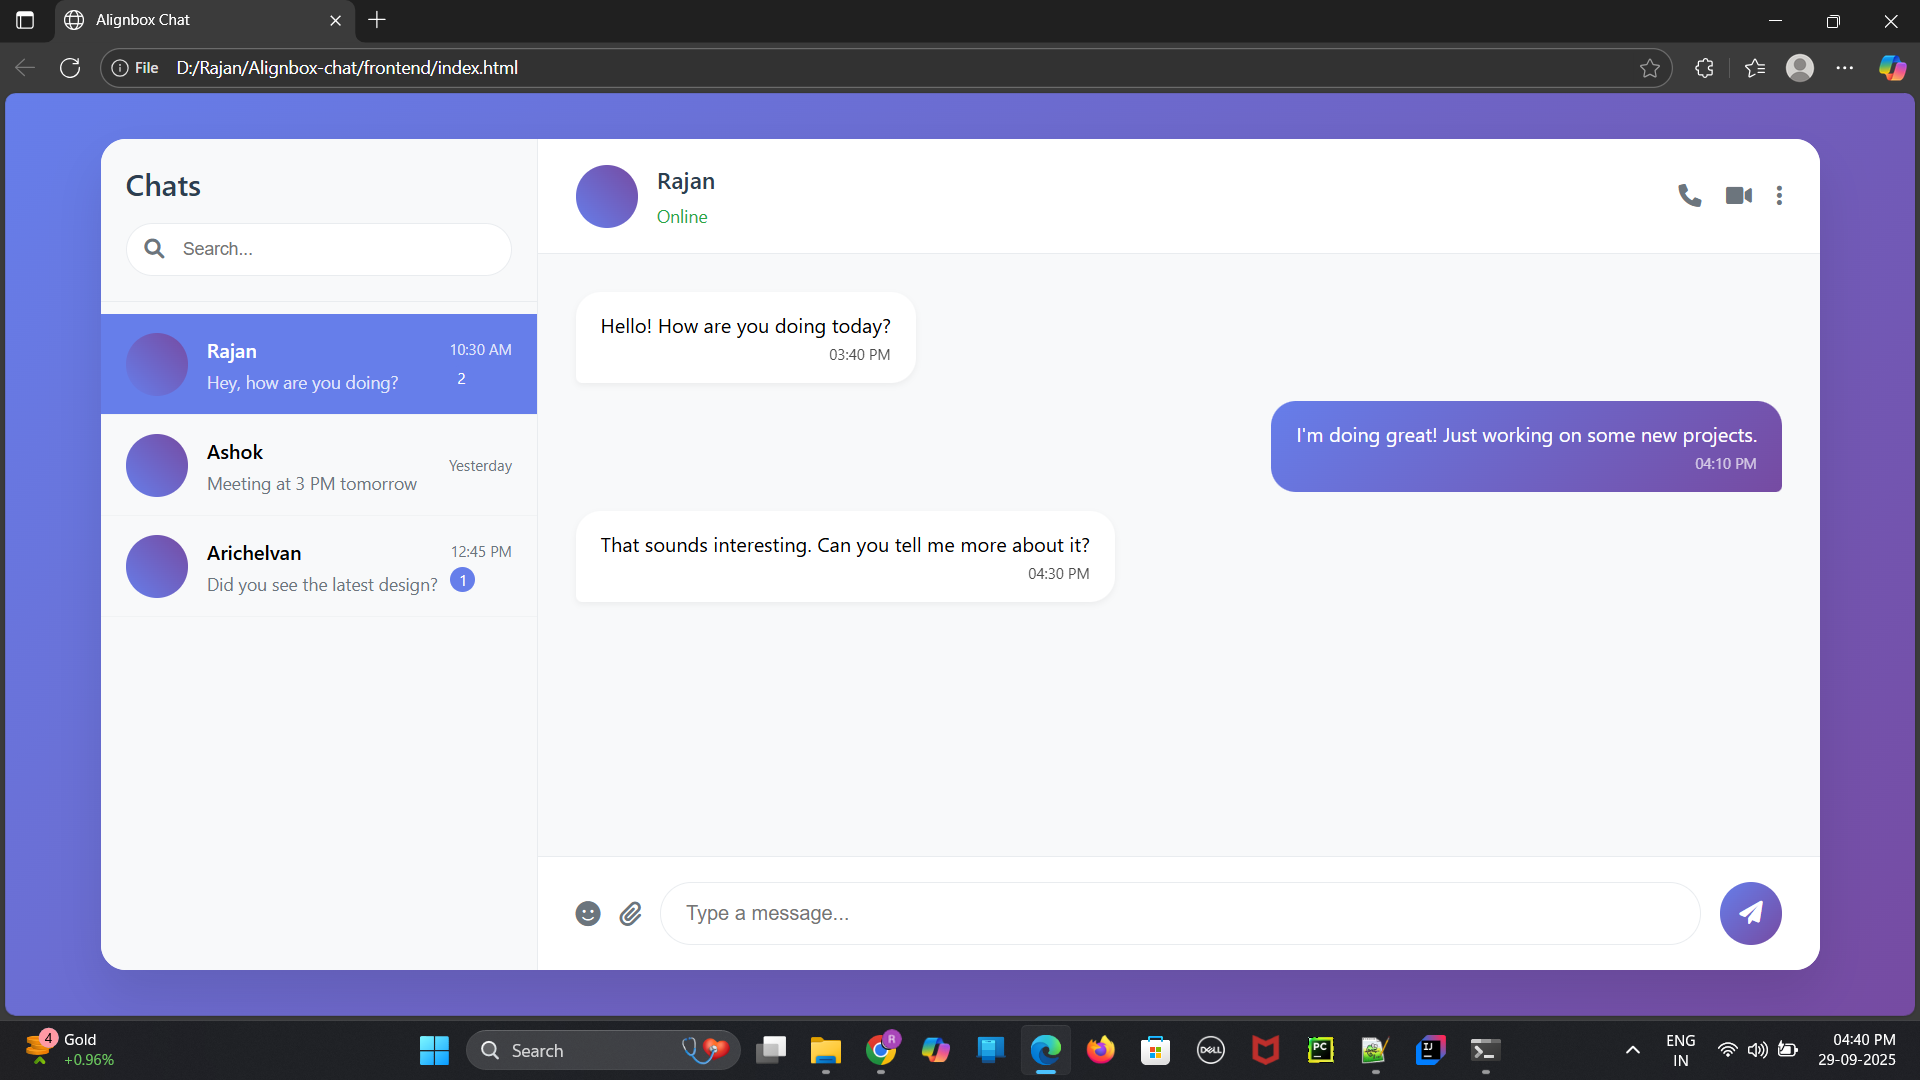 Alignbox Chat
File D:/Rajan/Alignbox-chat/frontend/index.html
Chats
Search...
Rajan
10:30 AM
Hey, how are you doing?
2
Ashok
Yesterday
Meeting at 3 PM tomorrow
Arichelvan
12:45 PM
Did you see the latest design?
1
Rajan
Online
Hello! How are you doing today?
03:40 PM
I'm doing great! Just working on some new projects.
04:10 PM
That sounds interesting. Can you tell me more about it?
04:30 PM
Type a message...
4
Gold
+0.96%
Search
R
DELL
PC
IJ
ENG
IN
04:40 PM
29-09-2025